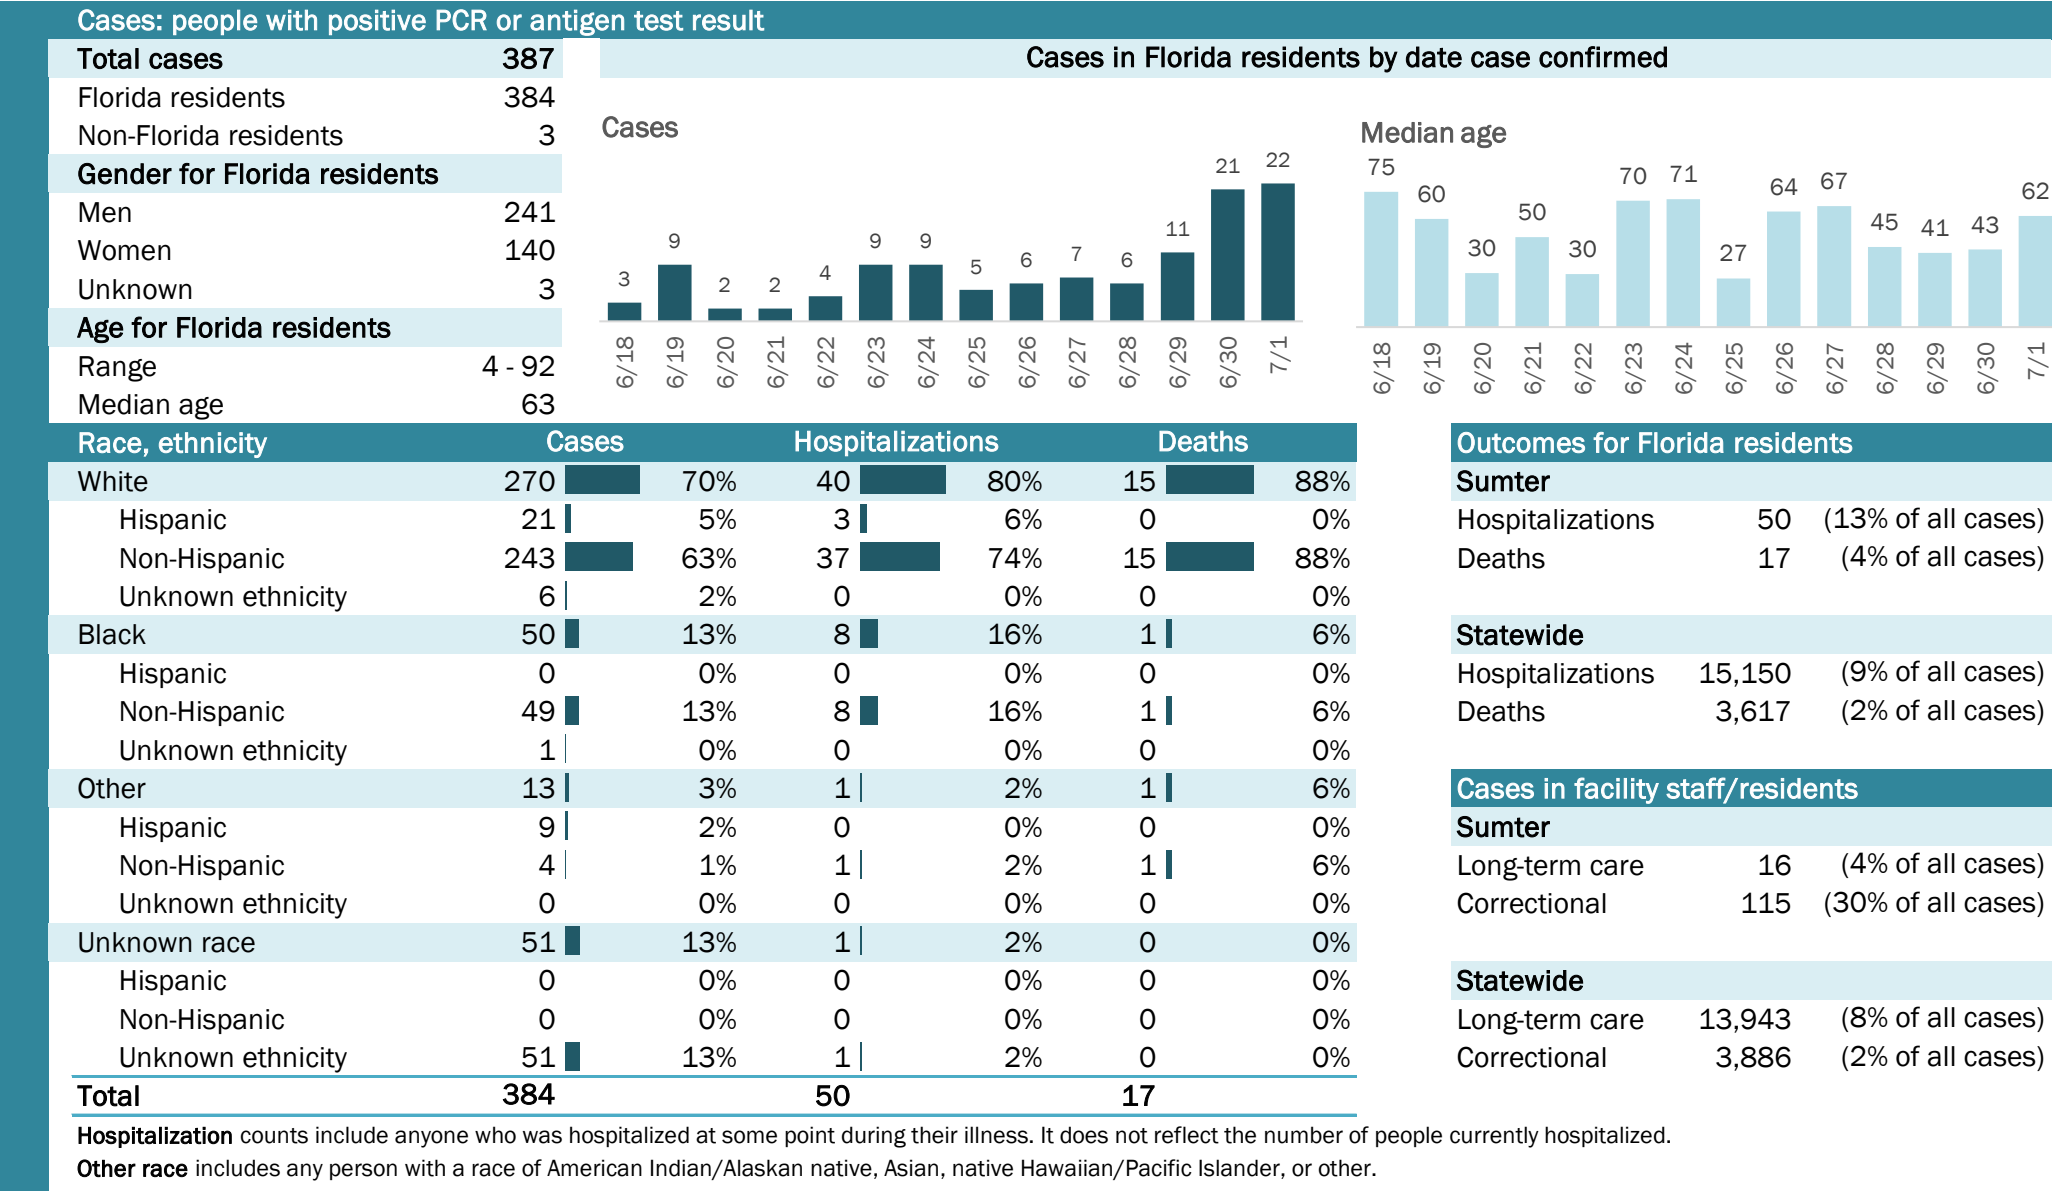 Cases: people with positive PCR or antigen test result
Total cases 387
Florida residents 384
Non-Florida residents 3
Gender for Florida residents
Men 241
Women 140
Unknown 3
Age for Florida residents
Range 4 - 92
Median age 63
Cases in Florida residents by date case confirmed
Cases
3 9 2 2 4 9 9 5 6 7 6 11 21 22
6/18 6/19 6/20 6/21 6/22 6/23 6/24 6/25 6/26 6/27 6/28 6/29 6/30 7/1
Median age
75 60 30 50 30 70 71 27 64 67 45 41 43 62
6/18 6/19 6/20 6/21 6/22 6/23 6/24 6/25 6/26 6/27 6/28 6/29 6/30 7/1
Race, ethnicity Cases Hospitalizations Deaths
White 270 70% 40 80% 15 88%
Hispanic 21 5% 3 6% 0 0%
Non-Hispanic 243 63% 37 74% 15 88%
Unknown ethnicity 6 2% 0 0% 0 0%
Black 50 13% 8 16% 1 6%
Hispanic 0 0% 0 0% 0 0%
Non-Hispanic 49 13% 8 16% 1 6%
Unknown ethnicity 1 0% 0 0% 0 0%
Other 13 3% 1 2% 1 6%
Hispanic 9 2% 0 0% 0 0%
Non-Hispanic 4 1% 1 2% 1 6%
Unknown ethnicity 0 0% 0 0% 0 0%
Unknown race 51 13% 1 2% 0 0%
Hispanic 0 0% 0 0% 0 0%
Non-Hispanic 0 0% 0 0% 0 0%
Unknown ethnicity 51 13% 1 2% 0 0%
Total 384 50 17
Outcomes for Florida residents
Sumter
Hospitalizations 50 (13% of all cases)
Deaths 17 (4% of all cases)
Statewide
Hospitalizations 15,150 (9% of all cases)
Deaths 3,617 (2% of all cases)
Cases in facility staff/residents
Sumter
Long-term care 16 (4% of all cases)
Correctional 115 (30% of all cases)
Statewide
Long-term care 13,943 (8% of all cases)
Correctional 3,886 (2% of all cases)
Hospitalization counts include anyone who was hospitalized at some point during their illness. It does not reflect the number of people currently hospitalized.
Other race includes any person with a race of American Indian/Alaskan native, Asian, native Hawaiian/Pacific Islander, or other.